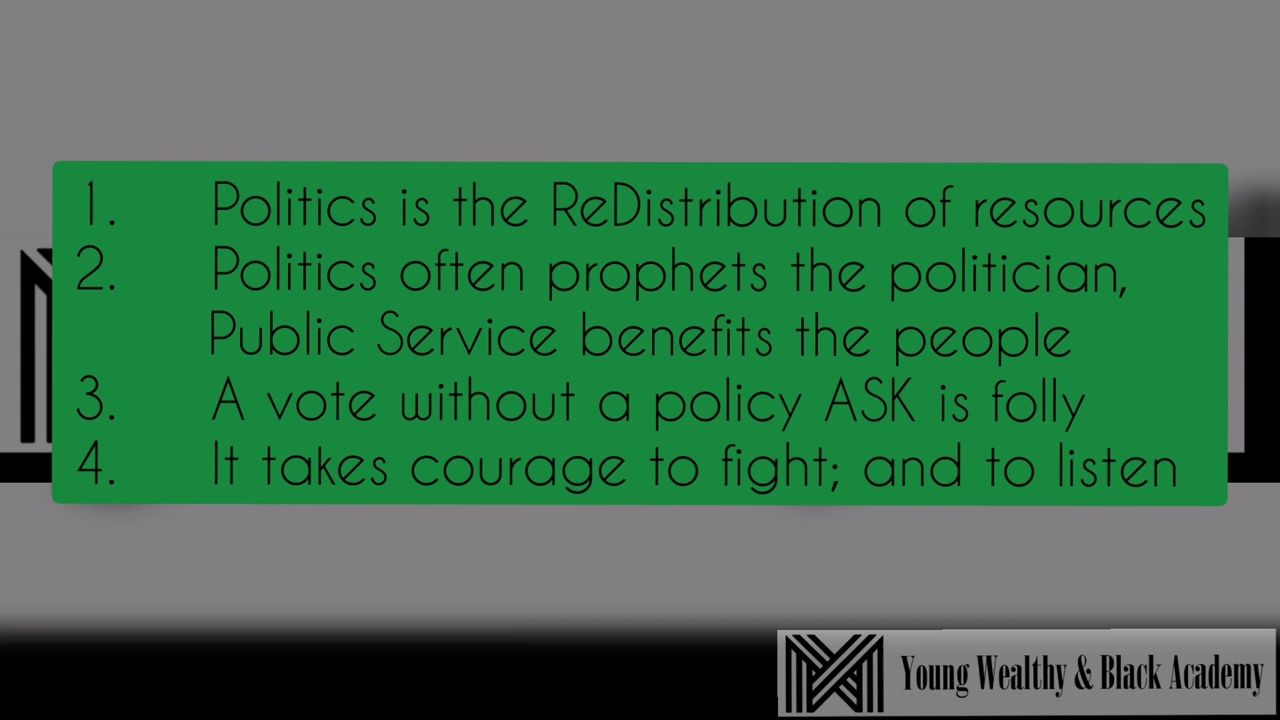 1. Politics is the ReDistribution of resources
2. Politics often prophets the politician,
Public Service benefits the people
3. A vote without a policy ASK is folly
4. It takes courage to fight; and to listen
Young Wealthy & Black Academy